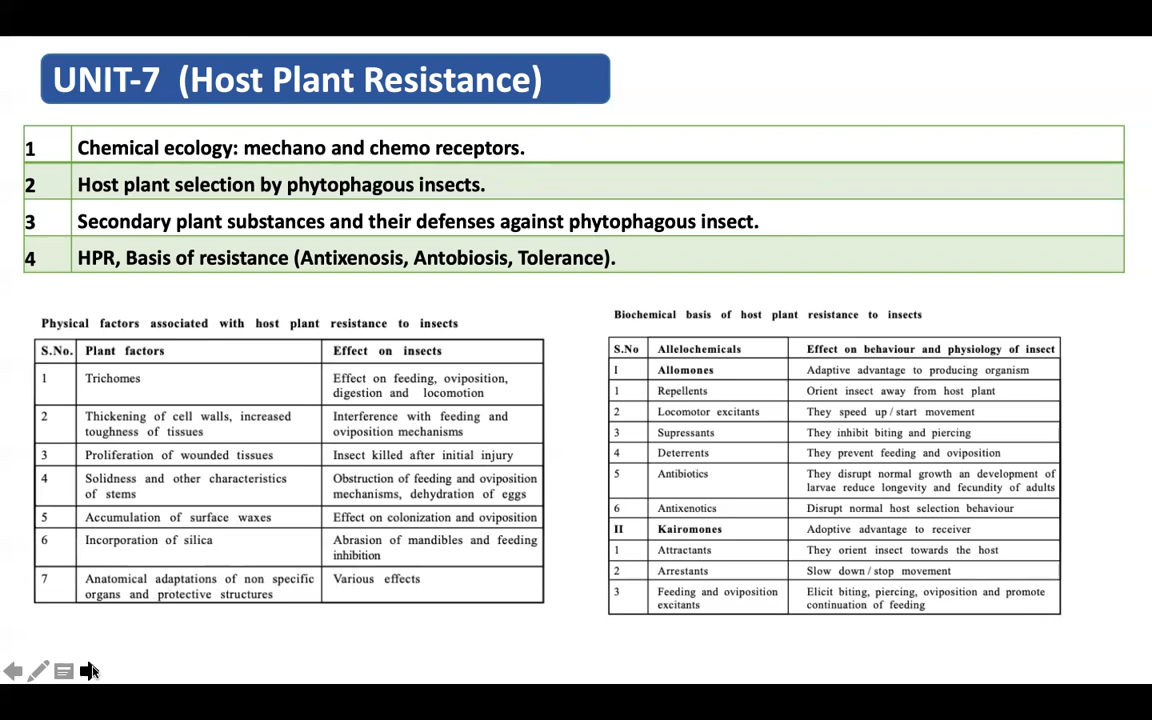 UNIT-7 (Host Plant Resistance)
1 Chemical ecology: mechano and chemo receptors.
2 Host plant selection by phytophagous insects.
3 Secondary plant substances and their defenses against phytophagous insect.
4 HPR, Basis of resistance (Antixenosis, Antobiosis, Tolerance).
Physical factors associated with host plant resistance to insects
S.No. Plant factors Effect on insects
1 Trichomes Effect on feeding, oviposition,
digestion and locomotion
2 Thickening of cell walls, increased Interference with feeding and
toughness of tissues oviposition mechanisms
3 Proliferation of wounded tissues Insect killed after initial injury
4 Solidness and other characteristics Obstruction of feeding and oviposition
of stems mechanisms, dehydration of eggs
5 Accumulation of surface waxes Effect on colonization and oviposition
6 Incorporation of silica Abrasion of mandibles and feeding
inhibition
7 Anatomical adaptations of non specific Various effects
organs and protective structures
Biochemical basis of host plant resistance to insects
S.No Allelochemicals Effect on behaviour and physiology of insect
I Allomones Adaptive advantage to producing organism
1 Repellents Orient insect away from host plant
2 Locomotor excitants They speed up / start movement
3 Supressants They inhibit biting and piercing
4 Deterrents They prevent feeding and oviposition
5 Antibiotics They disrupt normal growth an development of
larvae reduce longevity and fecundity of adults
6 Antixenotics Disrupt normal host selection behaviour
II Kairomones Adoptive advantage to receiver
1 Attractants They orient insect towards the host
2 Arrestants Slow down / stop movement
3 Feeding and oviposition Elicit biting, piercing, oviposition and promote
excitants continuation of feeding